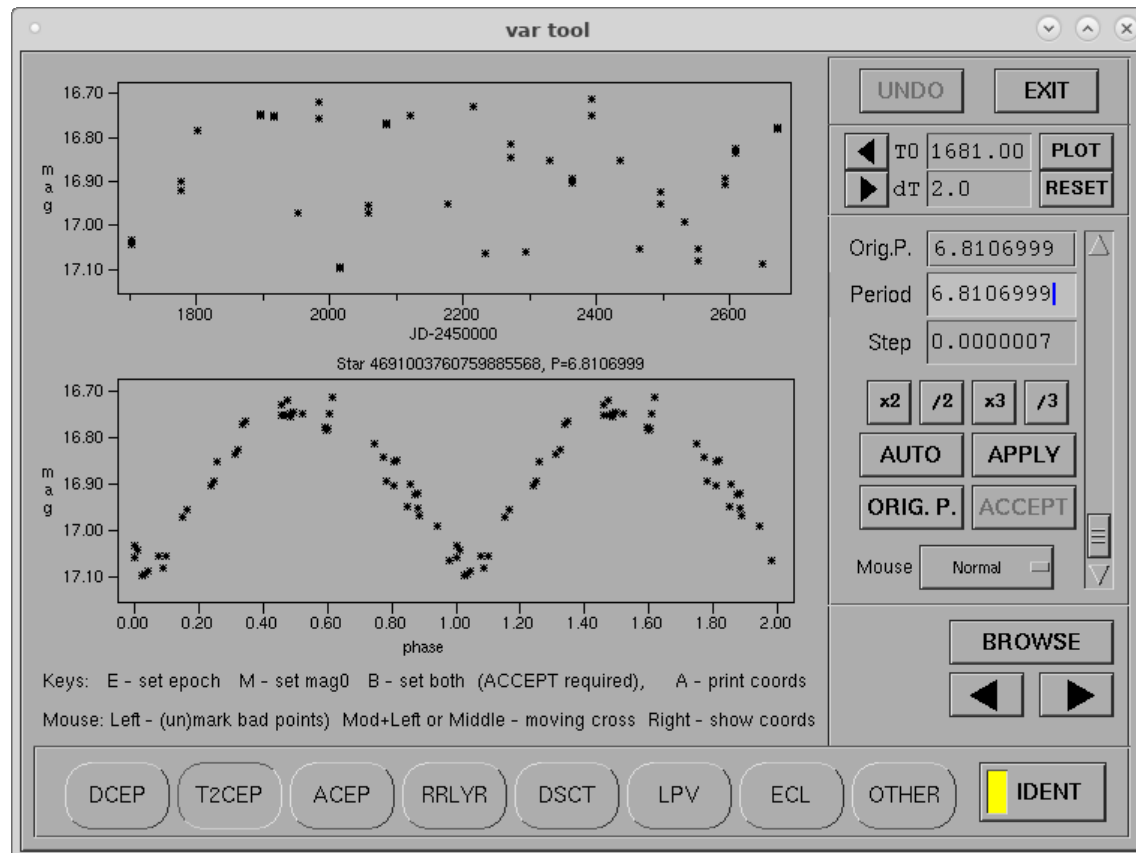 var tool
16.70
16.80
16.90
17.00
17.10
mag
1800 2000 2200 2400 2600
JD-2450000
Star 4691003760759885568, P=6.8106999
16.70
16.80
16.90
17.00
17.10
mag
0.00 0.20 0.40 0.60 0.80 1.00 1.20 1.40 1.60 1.80 2.00
phase
Keys: E - set epoch M - set mag0 B - set both (ACCEPT required), A - print coords
Mouse: Left - (un)mark bad points) Mod+Left or Middle - moving cross Right - show coords
UNDO EXIT
T0 1681.00 PLOT
dT 2.0 RESET
Orig.P. 6.8106999
Period 6.8106999
Step 0.0000007
x2 /2 x3 /3
AUTO APPLY
ORIG. P. ACCEPT
Mouse Normal
BROWSE
DCEP T2CEP ACEP RRLYR DSCT LPV ECL OTHER IDENT